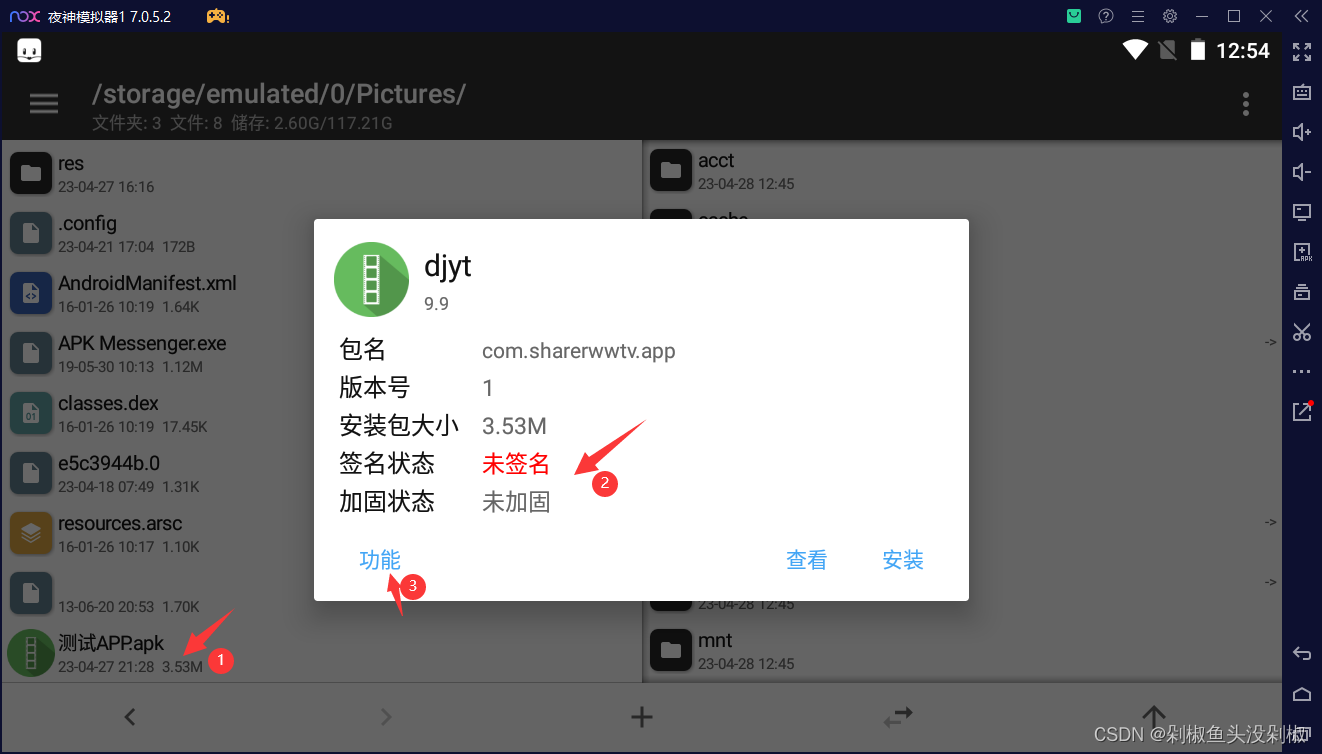 nox 夜神模拟器1 7.0.5.2
12:54
/storage/emulated/0/Pictures/
文件夹: 3 文件: 8 储存: 2.60G/117.21G
res
23-04-27 16:16
.config
23-04-21 17:04 172B
AndroidManifest.xml
16-01-26 10:19 1.64K
APK Messenger.exe
19-05-30 10:13 1.12M
classes.dex
16-01-26 10:19 17.45K
e5c3944b.0
23-04-18 07:49 1.31K
resources.arsc
16-01-26 10:17 1.10K
13-06-20 20:53 1.70K
测试APP.apk
23-04-27 21:28 3.53M
1
acct
23-04-28 12:45
cache
djyt
9.9
包名 com.sharerwwtv.app
版本号 1
安装包大小 3.53M
签名状态 未签名
2
加固状态 未加固
功能 查看 安装
3
->
->
->
23-04-28 12:45
mnt
23-04-28 12:45
APK
01
CSDN @剁椒鱼头没剁椒